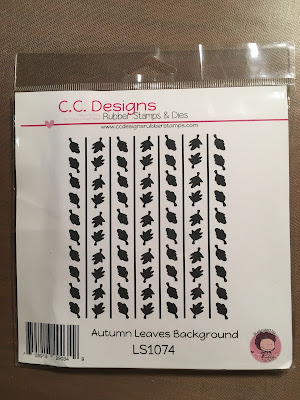 C.C. Designs
Rubber Stamps & Dies
www.ccdesignsrubberstamps.com
Autumn Leaves Background
LS1074